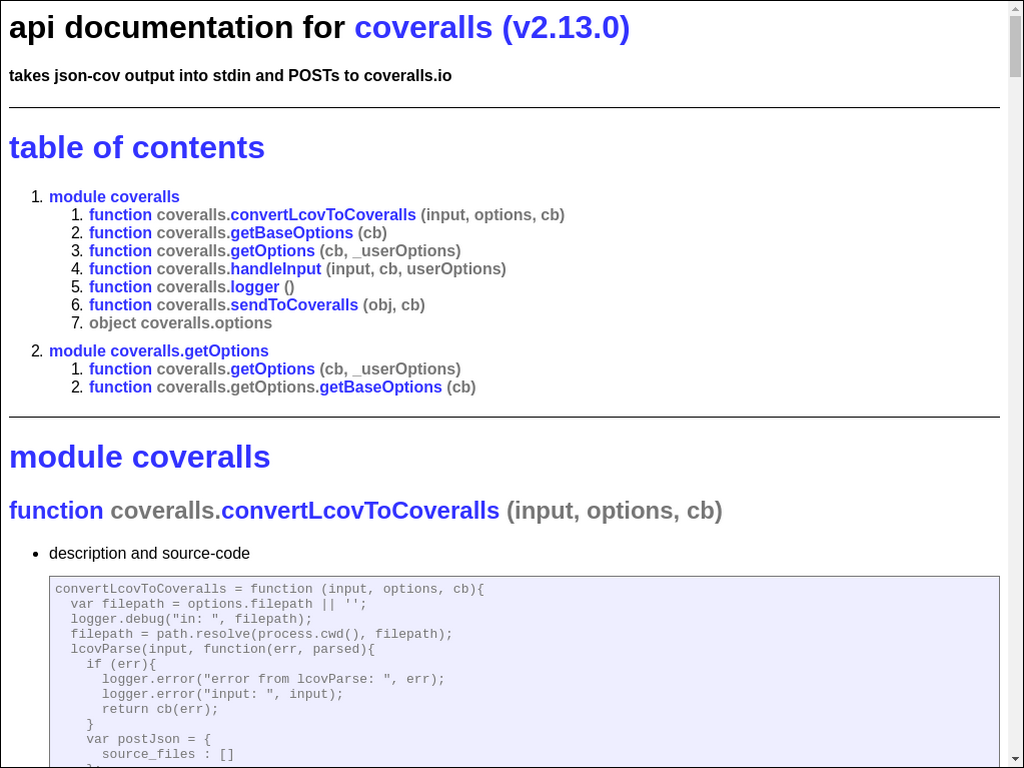 api documentation for coveralls (v2.13.0)
takes json-cov output into stdin and POSTs to coveralls.io
table of contents
1. module coveralls
1. function coveralls.convertLcovToCoveralls (input, options, cb)
2. function coveralls.getBaseOptions (cb)
3. function coveralls.getOptions (cb, _userOptions)
4. function coveralls.handleInput (input, cb, userOptions)
5. function coveralls.logger ()
6. function coveralls.sendToCoveralls (obj, cb)
7. object coveralls.options
2. module coveralls.getOptions
1. function coveralls.getOptions (cb, _userOptions)
2. function coveralls.getOptions.getBaseOptions (cb)
module coveralls
function coveralls.convertLcovToCoveralls (input, options, cb)
• description and source-code
convertLcovToCoveralls = function (input, options, cb){
  var filepath = options.filepath || '';
  logger.debug("in: ", filepath);
  filepath = path.resolve(process.cwd(), filepath);
  lcovParse(input, function(err, parsed){
    if (err){
      logger.error("error from lcovParse: ", err);
      logger.error("input: ", input);
      return cb(err);
    }
    var postJson = {
      source_files : []